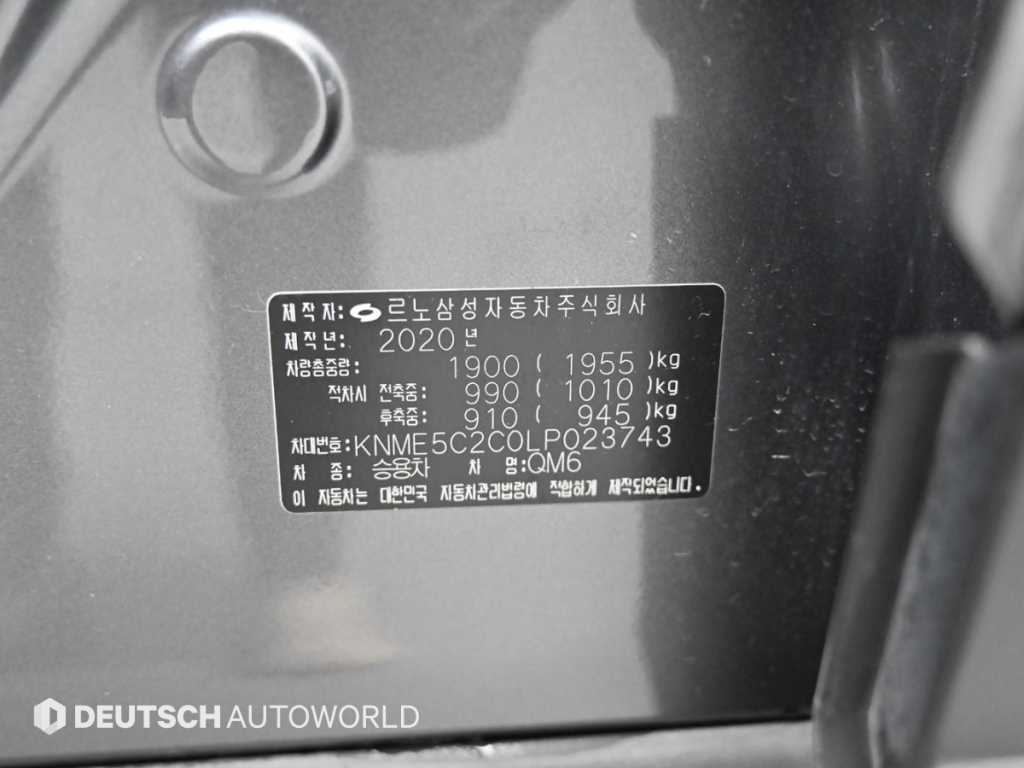 제작자: 르노삼성자동차주식회사
제작년: 2020년
차량총중량: 1900 ( 1955 )kg
적차시 전축중: 990 ( 1010 )kg
후축중: 910 ( 945 )kg
차대번호: KNME5C2C0LP023743
차 종: 승용차 차 명: QM6
이 자동차는 대한민국 자동차관리법령에 적합하게 제작되었습니다.
DEUTSCH AUTOWORLD